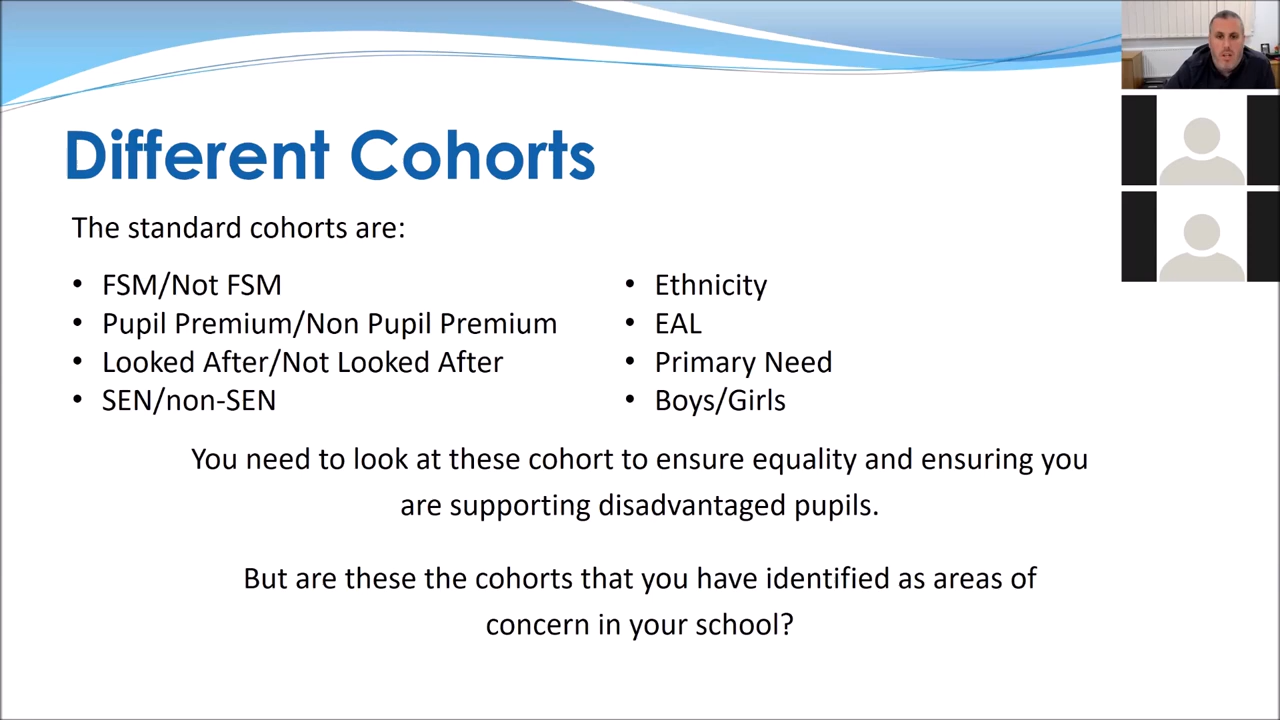 Different Cohorts
The standard cohorts are:
• FSM/Not FSM
• Pupil Premium/Non Pupil Premium
• Looked After/Not Looked After
• SEN/non-SEN
• Ethnicity
• EAL
• Primary Need
• Boys/Girls
You need to look at these cohort to ensure equality and ensuring you
are supporting disadvantaged pupils.
But are these the cohorts that you have identified as areas of
concern in your school?